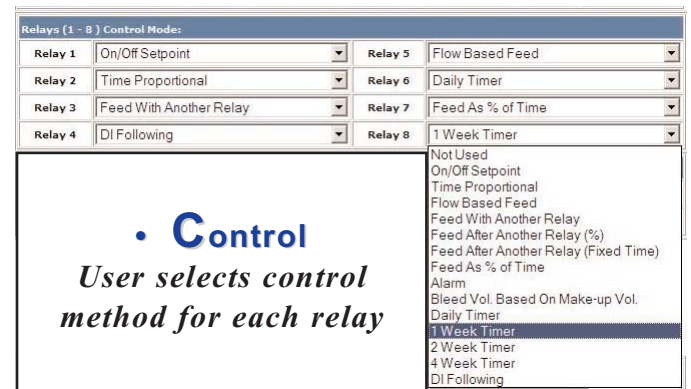 Relays (1 - 8 ) Control Mode:
Relay 1 On/Off Setpoint Relay 5 Flow Based Feed
Relay 2 Time Proportional Relay 6 Daily Timer
Relay 3 Feed With Another Relay Relay 7 Feed As % of Time
Relay 4 DI Following Relay 8 1 Week Timer
Not Used
On/Off Setpoint
Time Proportional
Flow Based Feed
Feed With Another Relay
Feed After Another Relay (%)
Feed After Another Relay (Fixed Time)
Feed As % of Time
Alarm
Bleed Vol. Based On Make-up Vol.
Daily Timer
1 Week Timer
2 Week Timer
4 Week Timer
DI Following
• Control
User selects control
method for each relay